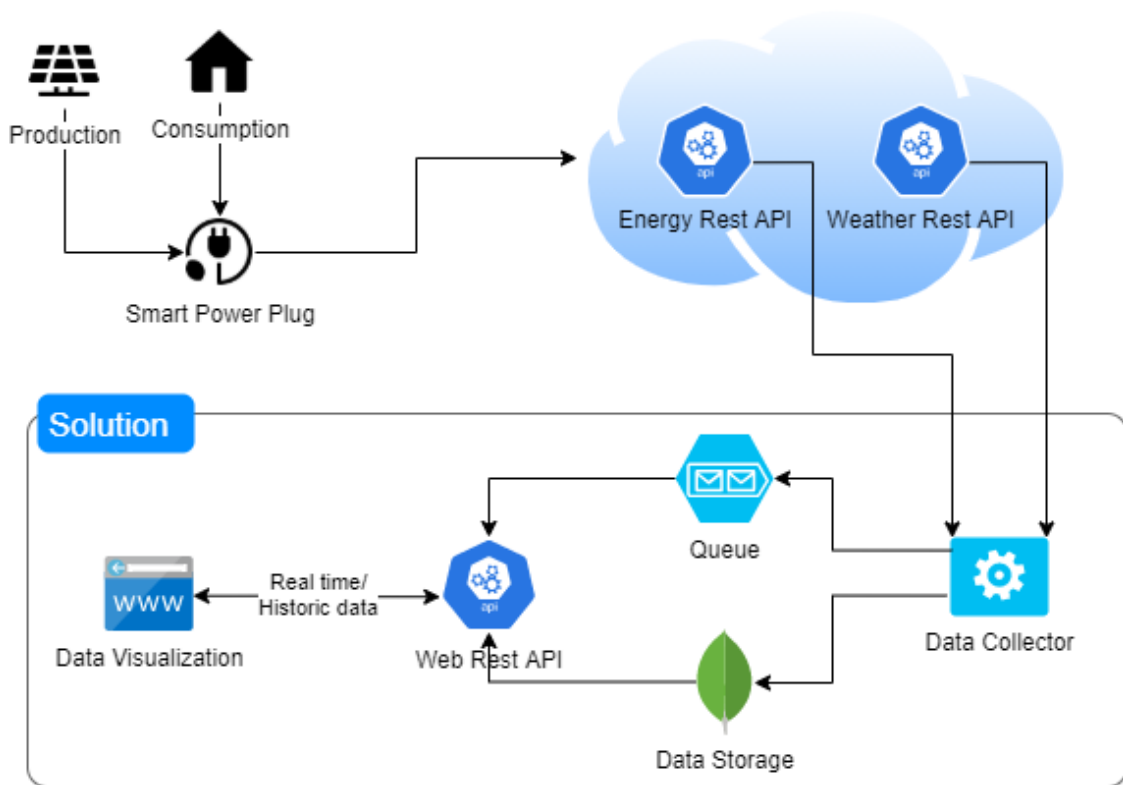 Production
Consumption
Smart Power Plug
api
api
Energy Rest API
Weather Rest API
Solution
Queue
Real time/
Historic data
www
api
Data Visualization
Web Rest API
Data Collector
Data Storage